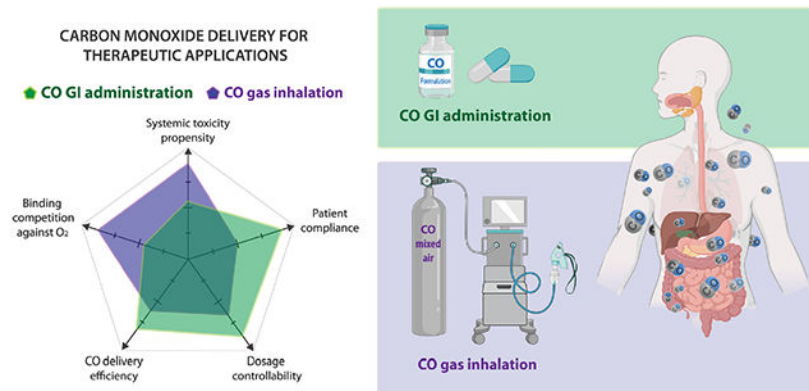 CARBON MONOXIDE DELIVERY FOR
THERAPEUTIC APPLICATIONS
CO GI administration
CO gas inhalation
Systemic toxicity
propensity
Binding
competition
against O₂
Patient
compliance
CO delivery
efficiency
Dosage
controllability
CO
Formulation
CO GI administration
CO
mixed
air
CO gas inhalation